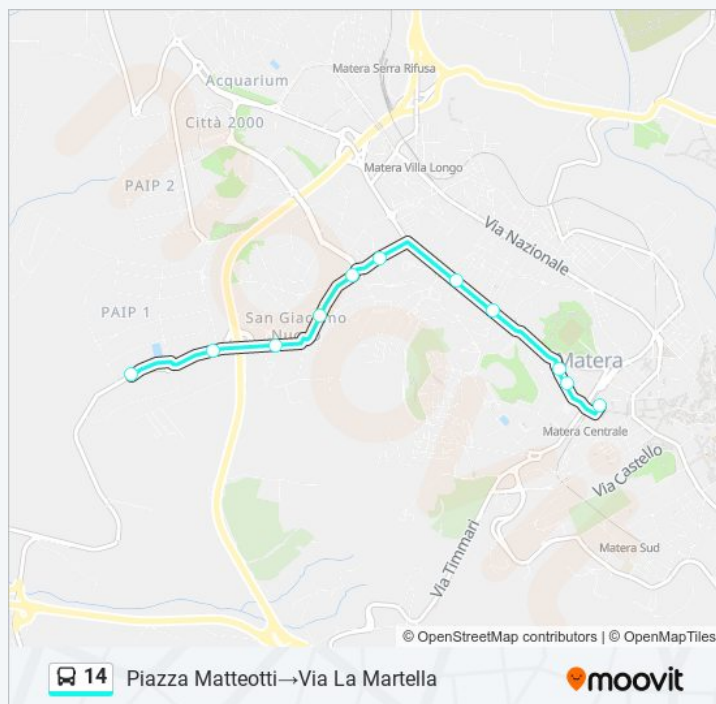 Matera Serra Rifusa
Acquarium
Città 2000
Matera Villa Longo
PAIP 2
Via Nazionale
PAIP 1
San Giacomo
Nuovo
Matera
Matera Centrale
Via Castello
Via Timmari
Matera Sud
© OpenStreetMap contributors | © OpenMapTiles
14 Piazza Matteotti→Via La Martella
moovit